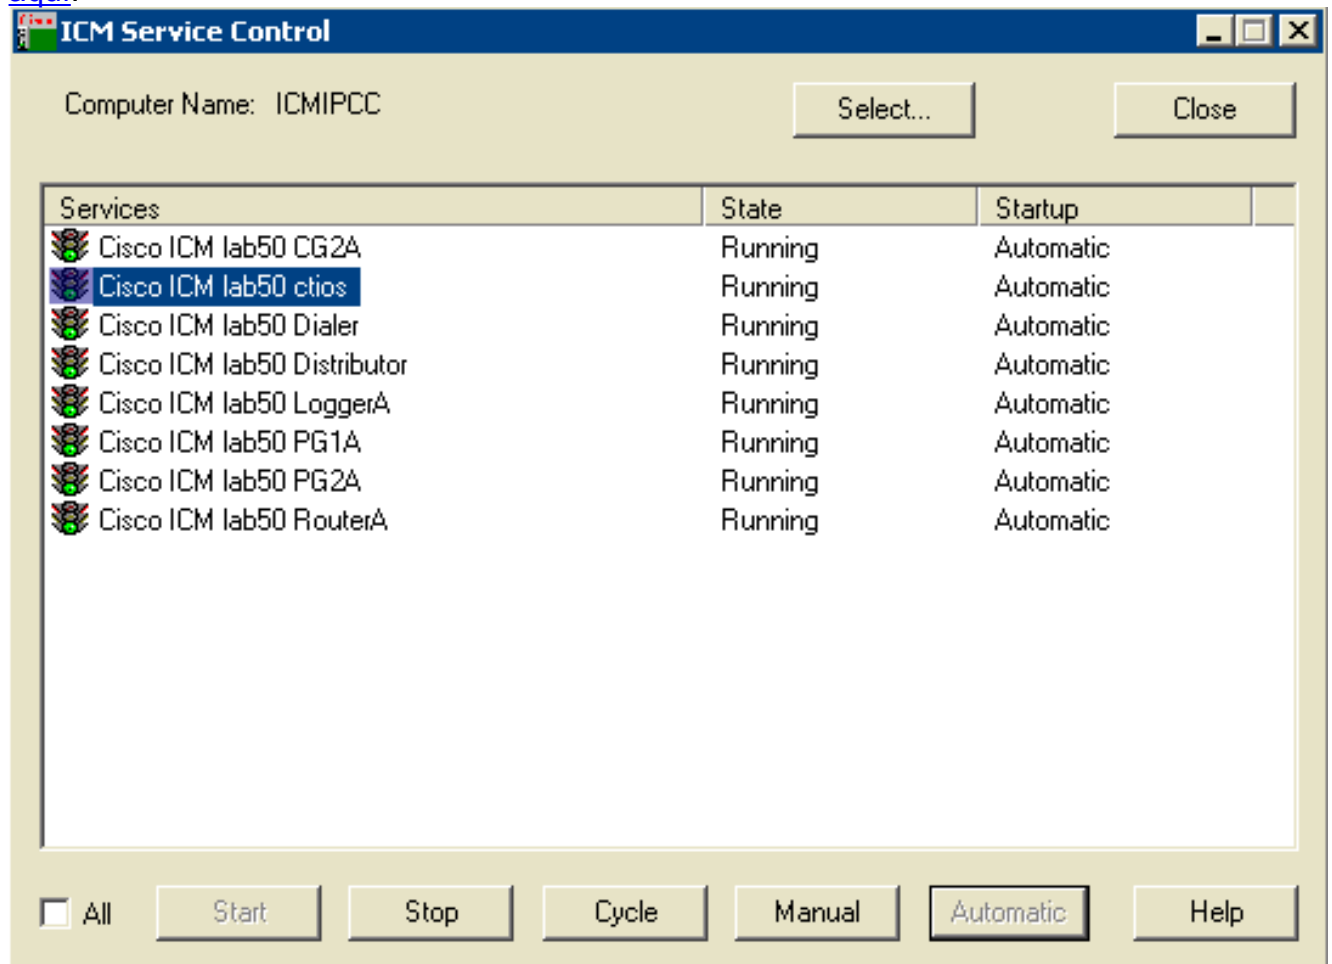 aquí.
ICM Service Control
Computer Name: ICMIPCC
Select...
Close
Services State Startup
Cisco ICM lab50 CG2A Running Automatic
Cisco ICM lab50 ctios Running Automatic
Cisco ICM lab50 Dialer Running Automatic
Cisco ICM lab50 Distributor Running Automatic
Cisco ICM lab50 LoggerA Running Automatic
Cisco ICM lab50 PG1A Running Automatic
Cisco ICM lab50 PG2A Running Automatic
Cisco ICM lab50 RouterA Running Automatic
All Start Stop Cycle Manual Automatic Help